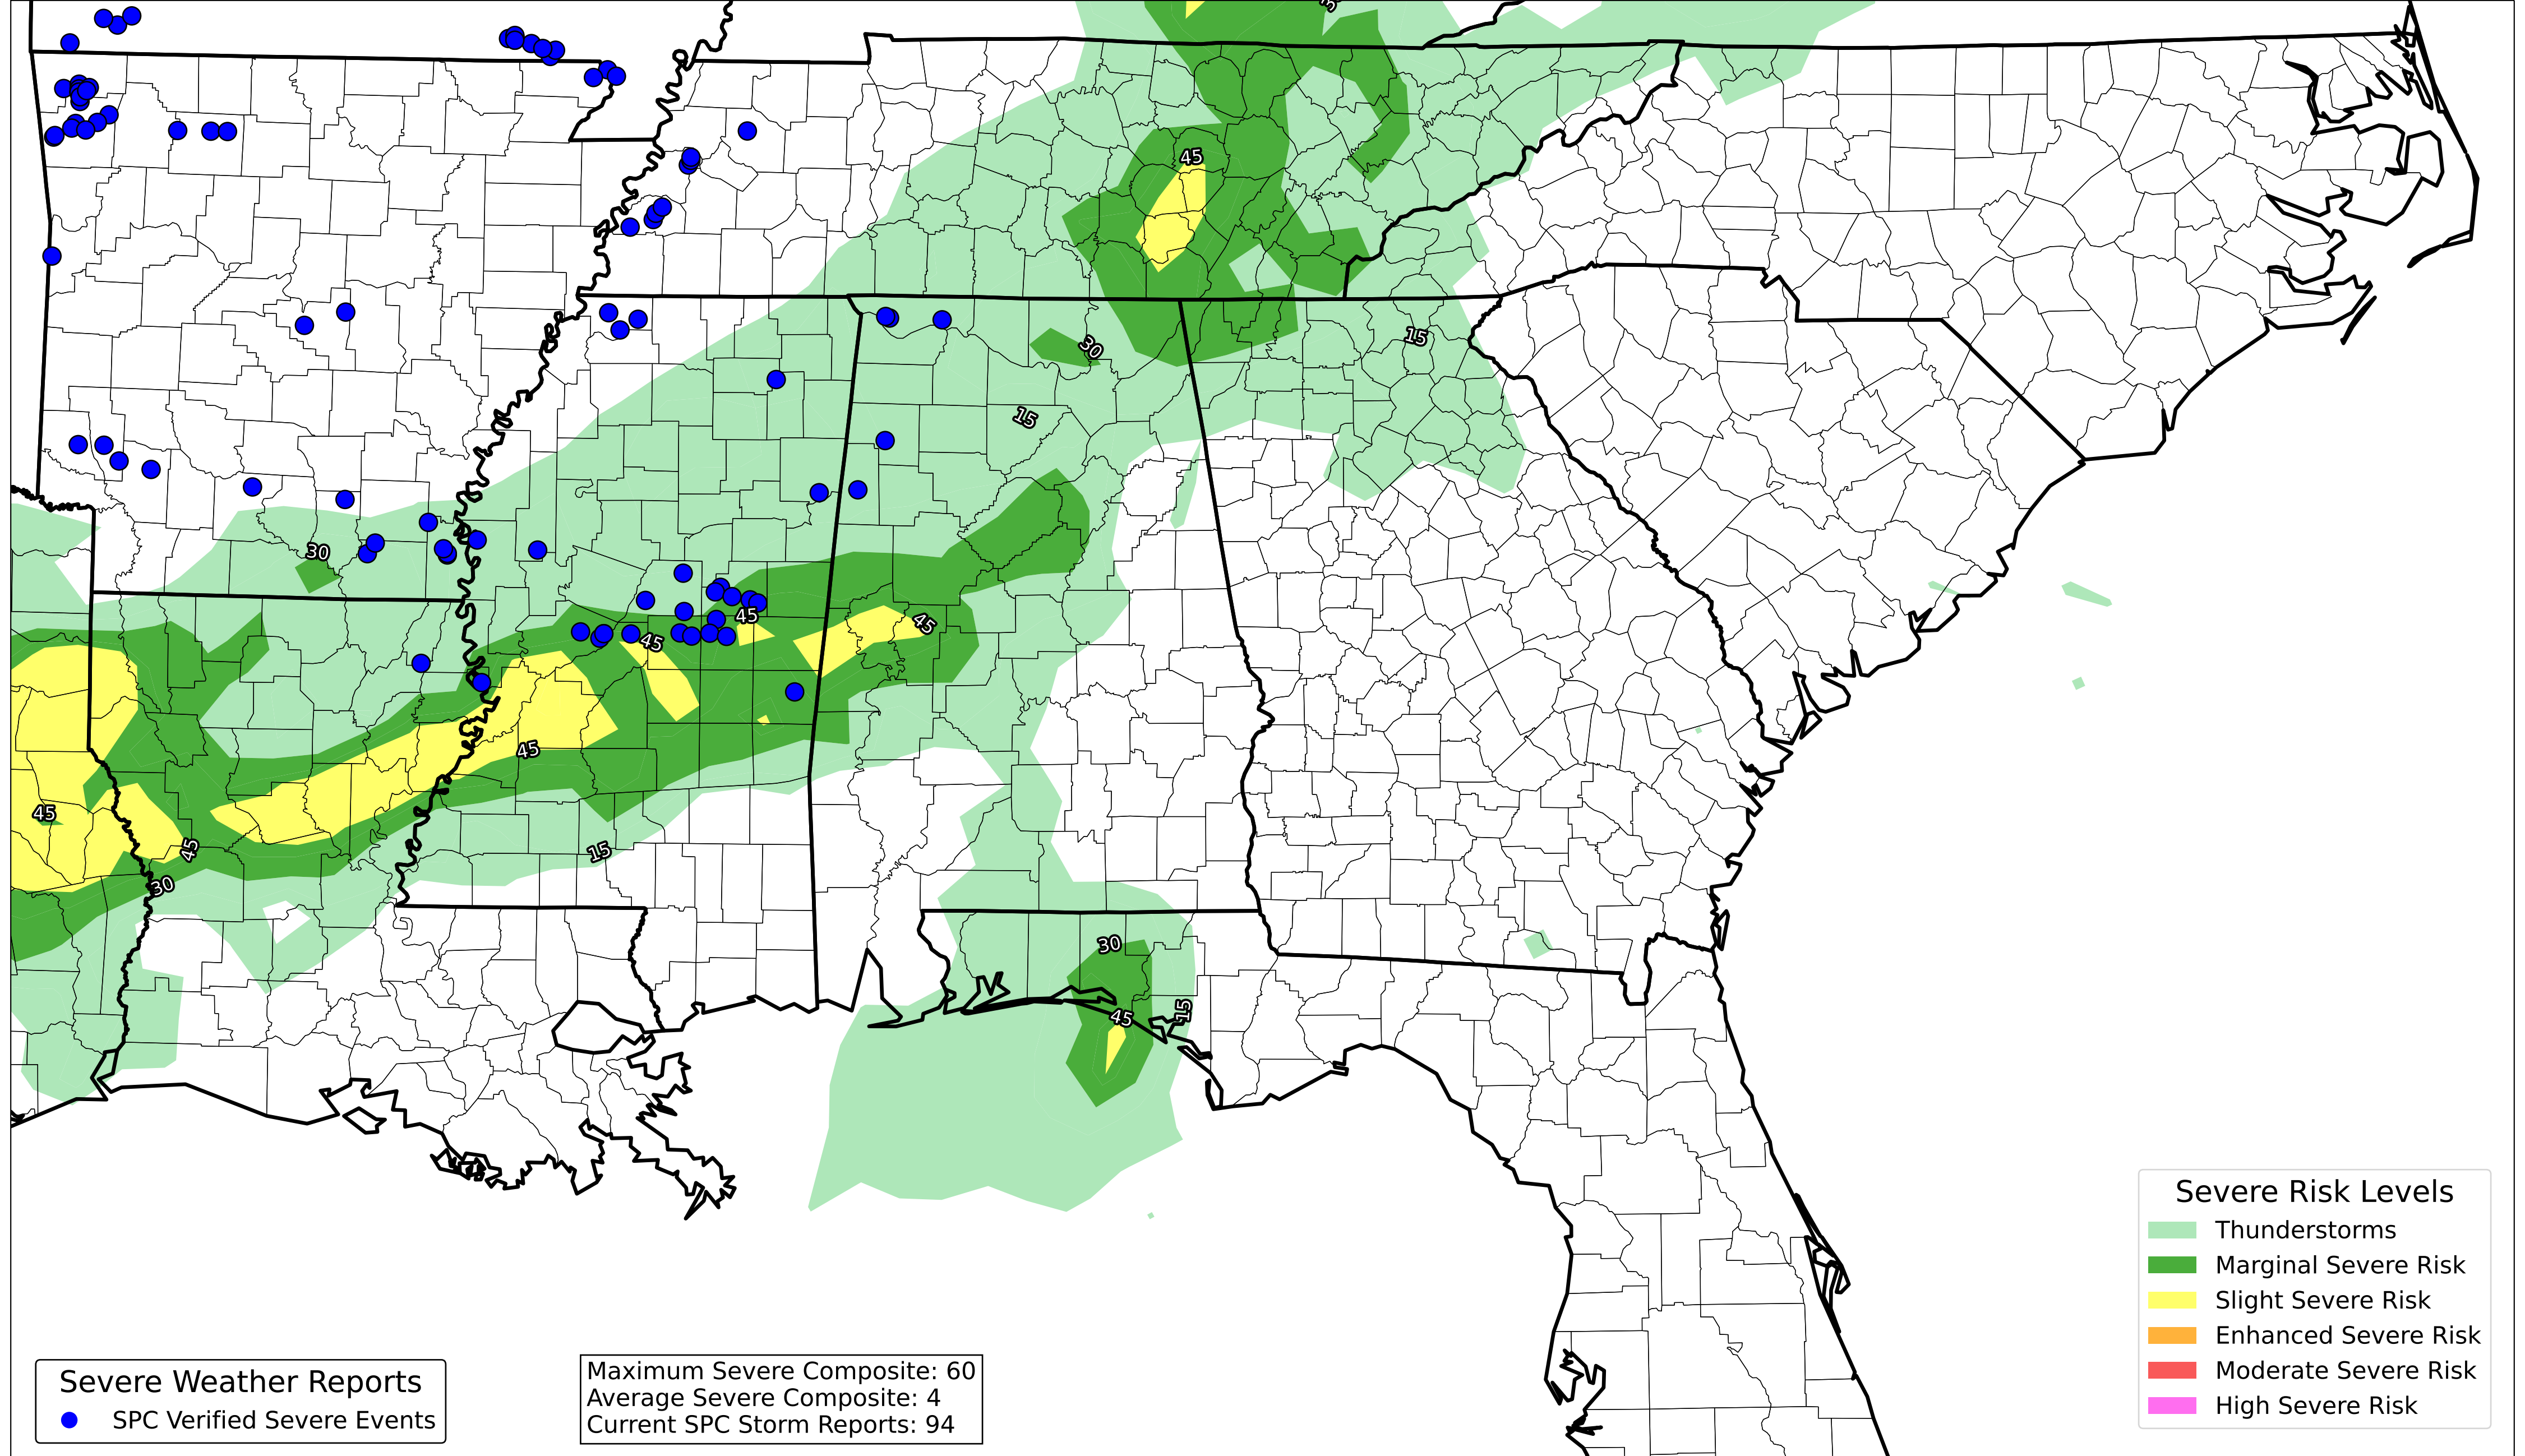 45
30
15
15
30
45
45
45
45
45
15
45
30
30
45
15
Severe Risk Levels
Thunderstorms
Marginal Severe Risk
Slight Severe Risk
Enhanced Severe Risk
Moderate Severe Risk
High Severe Risk
Severe Weather Reports
SPC Verified Severe Events
Maximum Severe Composite: 60
Average Severe Composite: 4
Current SPC Storm Reports: 94